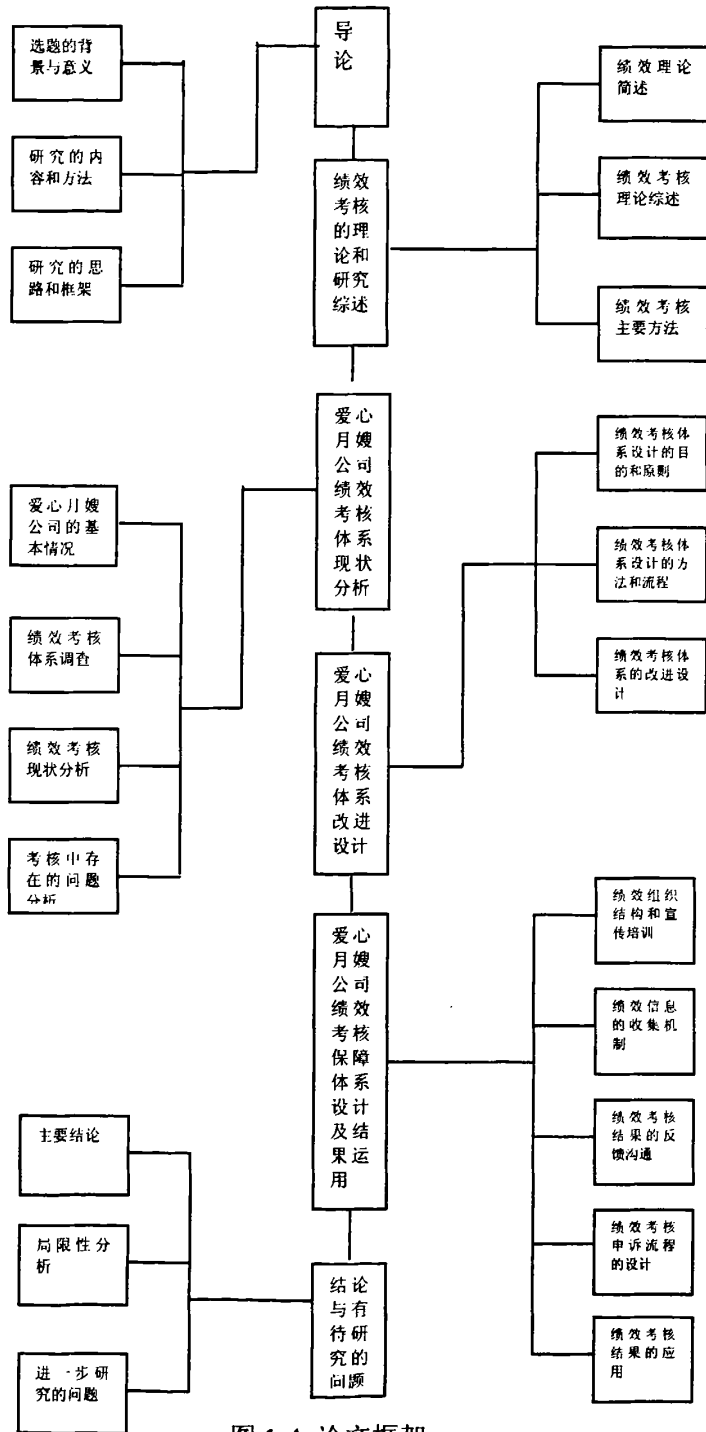 导
论
选题的背
景与意义
研究的内
容和方法
研究的思
路和框架
绩效
考核
的理
论和
研究
综述
绩效理论
简述
绩效考核
理论综述
绩效考核
主要方法
爱心
月嫂
公司
绩效
考核
体系
现状
分析
爱心月嫂
公司的基
本情况
绩效考核
体系调查
绩效考核
现状分析
考核中存
在的问题
分析
爱心
月嫂
公司
绩效
考核
体系
改进
设计
绩效考核体
系设计的目
的和原则
绩效考核体
系设计的方
法和流程
绩效考核体
系的改进设
计
爱心
月嫂
公司
绩效
考核
保障
体系
设计
及结
果运
用
绩效组织
结构和宣
传培训
绩效信息
的收集机
制
绩效考核
结果的反
馈沟通
绩效考核
申诉流程
的设计
绩效考核
结果的应
用
结论
与有
待研
究的
问题
主要结论
局限性分
析
进一步研
究的问题
论文框架